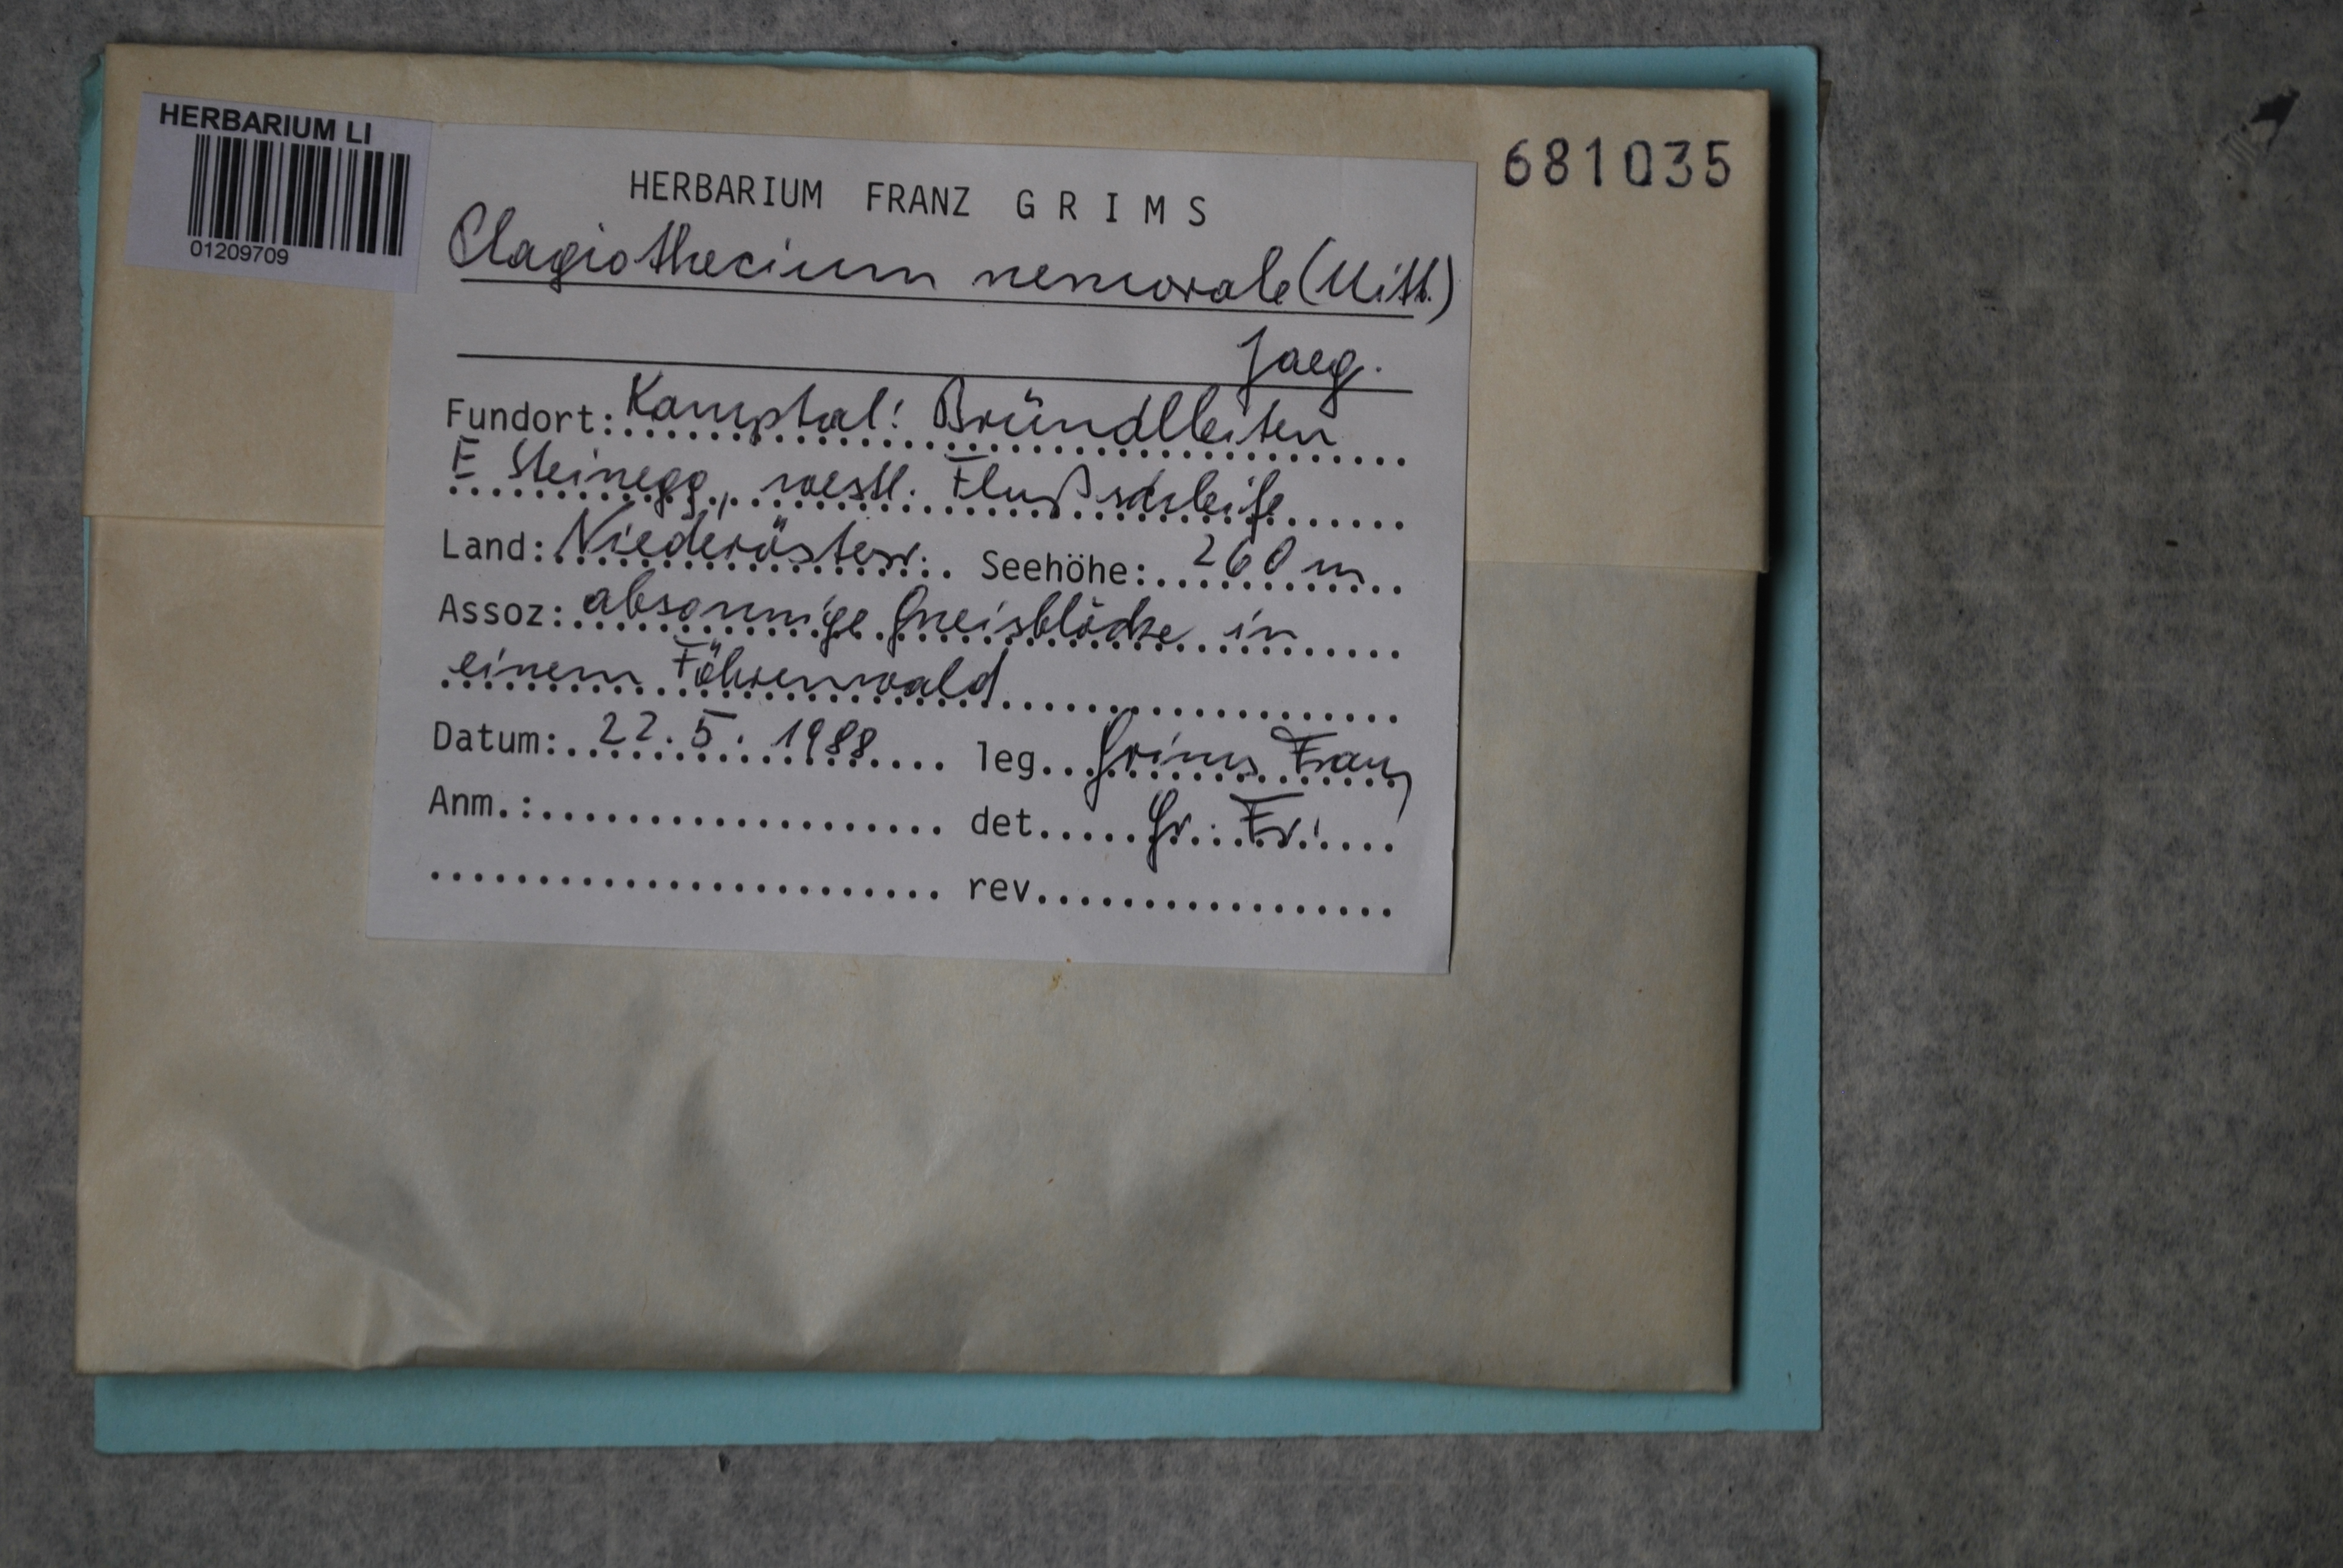 HERBARIUM LI
01209709
681035
HERBARIUM FRANZ G R I M S
Plagiothecium nemorale (Mitt.)
Jaeg.
Fundort: Kamptal: Bründlleiten
E Steinegg, westl. Flußschleife
Land: Niederösterr. Seehöhe: 260 m
Assoz: absonnige Gneisblöcke in
einem Föhrenwald
Datum: 22.5.1988 leg. Grims Franz
Anm.: det. Gr. Fr.
rev.